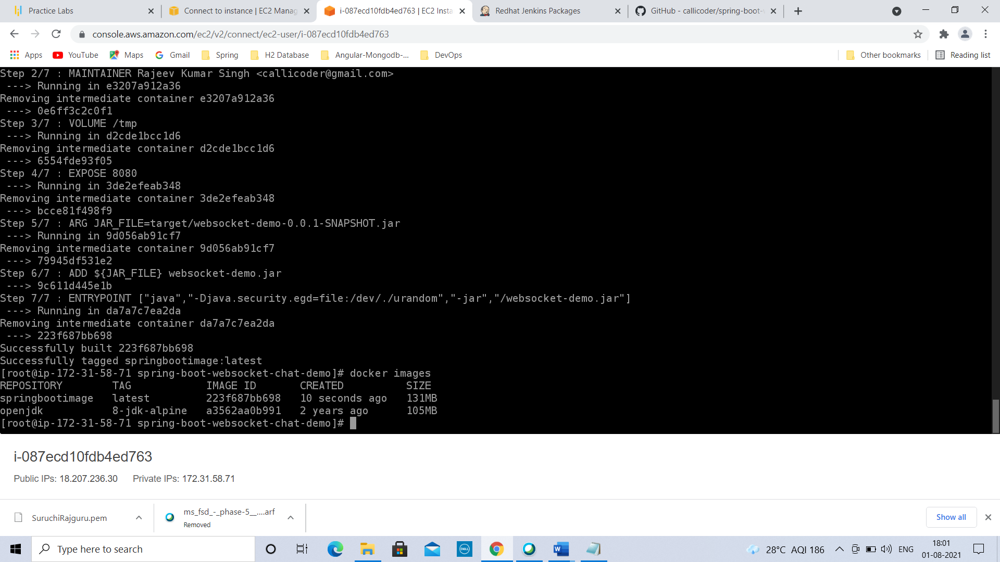 Practice Labs
Connect to instance | EC2 Manag
i-087ecd10fdb4ed763 | EC2 Insta
Redhat Jenkins Packages
GitHub - callicoder/spring-boot-w
console.aws.amazon.com/ec2/v2/connect/ec2-user/i-087ecd10fdb4ed763
Apps YouTube Maps Gmail Spring H2 Database Angular-Mongodb-... DevOps Other bookmarks Reading list
Step 2/7 : MAINTAINER Rajeev Kumar Singh <callicoder@gmail.com>
---> Running in e3207a912a36
Removing intermediate container e3207a912a36
---> 0e6ff3c2c0f1
Step 3/7 : VOLUME /tmp
---> Running in d2cde1bcc1d6
Removing intermediate container d2cde1bcc1d6
---> 6554fde93f05
Step 4/7 : EXPOSE 8080
---> Running in 3de2efeab348
Removing intermediate container 3de2efeab348
---> bcce81f498f9
Step 5/7 : ARG JAR_FILE=target/websocket-demo-0.0.1-SNAPSHOT.jar
---> Running in 9d056ab91cf7
Removing intermediate container 9d056ab91cf7
---> 79945df531e2
Step 6/7 : ADD ${JAR_FILE} websocket-demo.jar
---> 9c611d445e1b
Step 7/7 : ENTRYPOINT ["java","-Djava.security.egd=file:/dev/./urandom","-jar","/websocket-demo.jar"]
---> Running in da7a7c7ea2da
Removing intermediate container da7a7c7ea2da
---> 223f687bb698
Successfully built 223f687bb698
Successfully tagged springbootimage:latest
[root@ip-172-31-58-71 spring-boot-websocket-chat-demo]# docker images
REPOSITORY TAG IMAGE ID CREATED SIZE
springbootimage latest 223f687bb698 10 seconds ago 131MB
openjdk 8-jdk-alpine a3562aa0b991 2 years ago 105MB
[root@ip-172-31-58-71 spring-boot-websocket-chat-demo]#
i-087ecd10fdb4ed763
Public IPs: 18.207.236.30 Private IPs: 172.31.58.71
SuruchiRajguru.pem
ms_fsd_-_phase-5__....arf
Removed
Show all
Type here to search
DELL
28°C AQI 186
ENG
18:01
01-08-2021